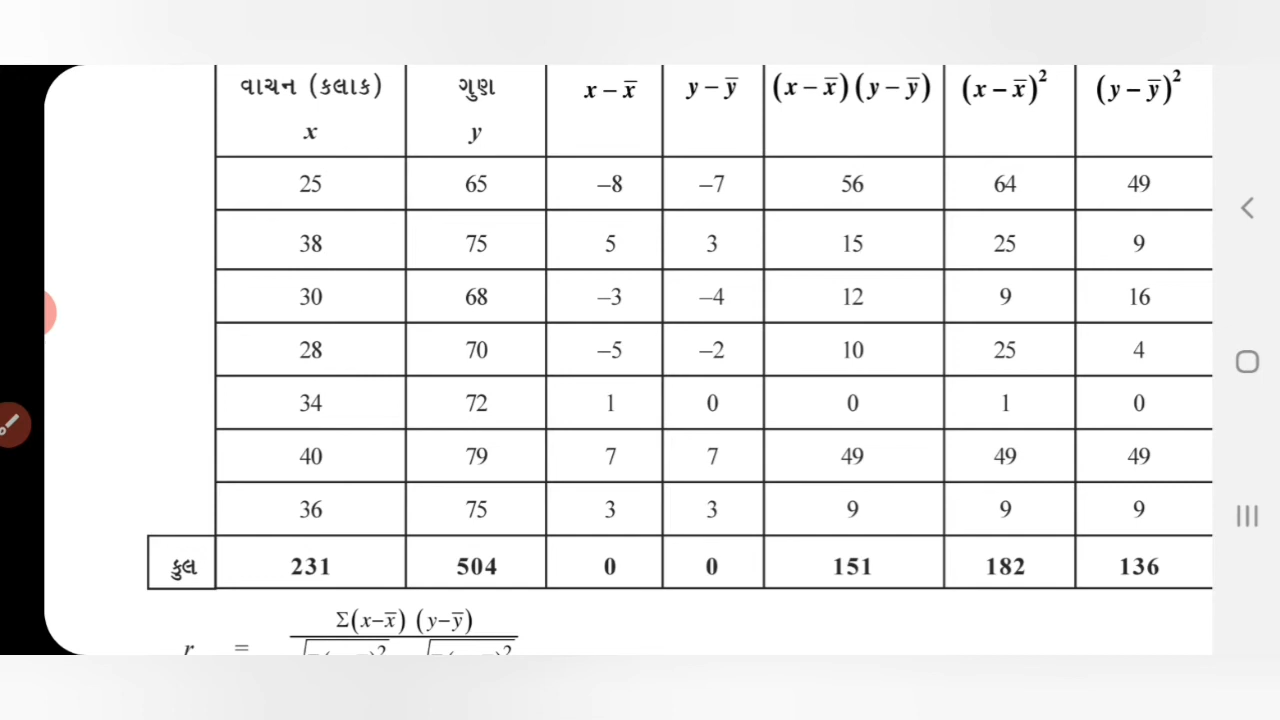 વાચન (કલાક) ગુણ x – x̅ y – y̅ (x – x̅) (y – y̅) (x – x̅)² (y – y̅)²
x y
25 65 –8 –7 56 64 49
38 75 5 3 15 25 9
30 68 –3 –4 12 9 16
28 70 –5 –2 10 25 4
34 72 1 0 0 1 0
40 79 7 7 49 49 49
36 75 3 3 9 9 9
કુલ 231 504 0 0 151 182 136
Σ(x–x̅) (y–y̅)
r =